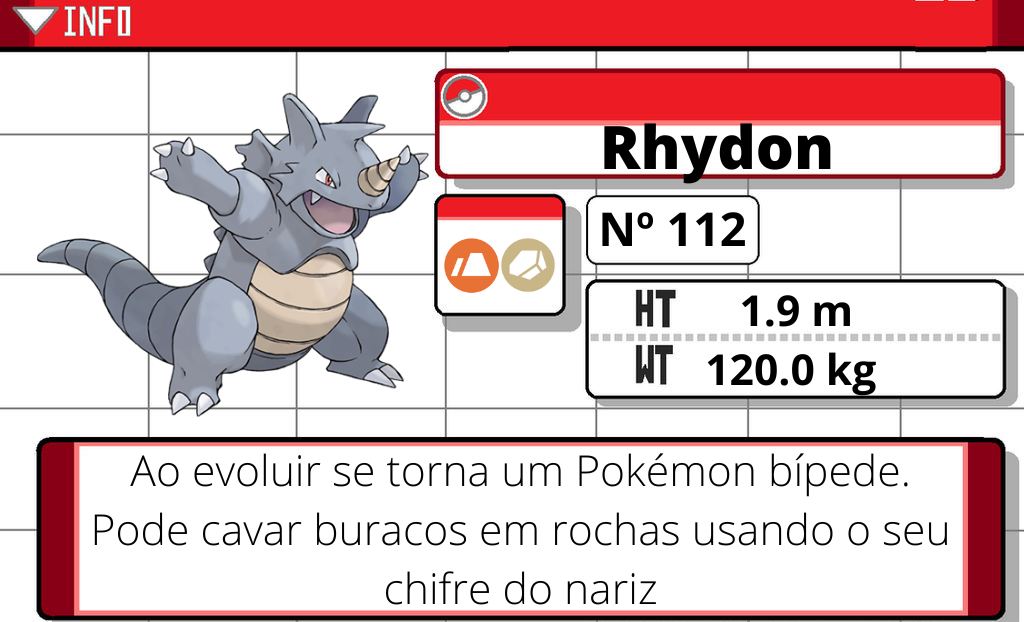 INFO
Rhydon
Nº 112
HT 1.9 m
WT 120.0 kg
Ao evoluir se torna um Pokémon bípede.
Pode cavar buracos em rochas usando o seu
chifre do nariz